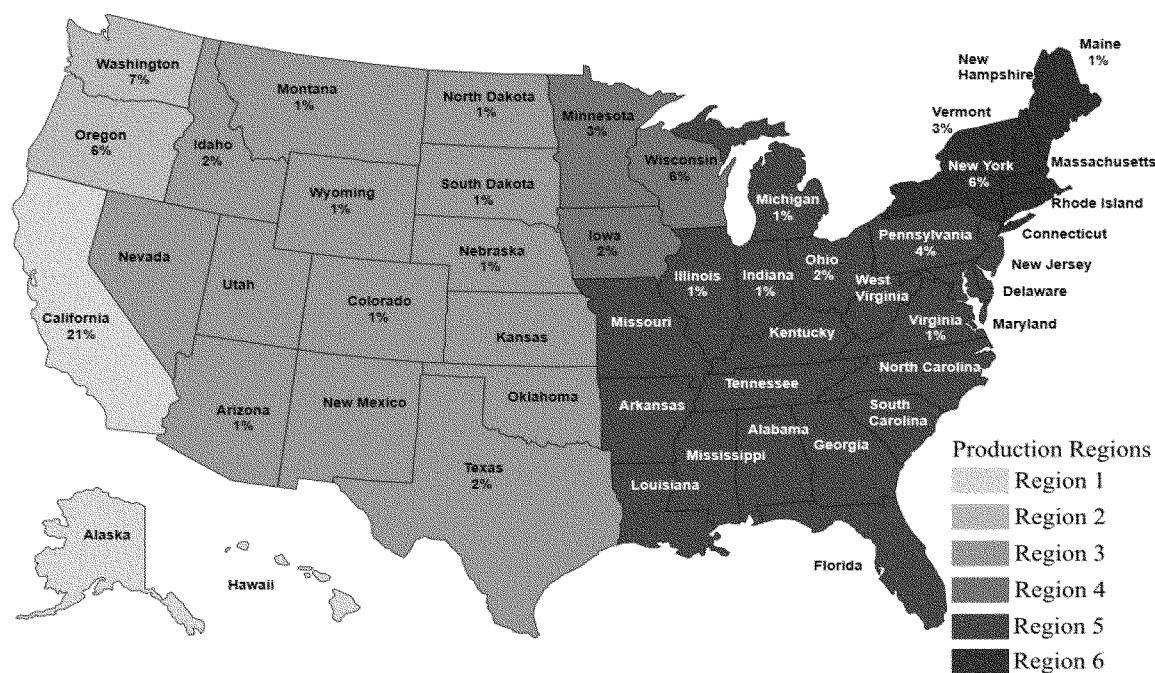 Washington
7%
Oregon
6%
California
21%
Nevada
Idaho
2%
Montana
1%
Wyoming
1%
Utah
Colorado
1%
Arizona
1%
New Mexico
North Dakota
1%
South Dakota
1%
Nebraska
1%
Kansas
Oklahoma
Texas
2%
Minnesota
3%
Iowa
2%
Wisconsin
6%
Missouri
Arkansas
Louisiana
Illinois
1%
Michigan
1%
Indiana
1%
Ohio
2%
Kentucky
Tennessee
Mississippi
Alabama
Georgia
Florida
South
Carolina
North Carolina
Virginia
1%
West
Virginia
Pennsylvania
4%
New York
6%
Vermont
3%
New
Hampshire
Maine
1%
Massachusetts
Rhode Island
Connecticut
New Jersey
Delaware
Maryland
Alaska
Hawaii
Production Regions
Region 1
Region 2
Region 3
Region 4
Region 5
Region 6